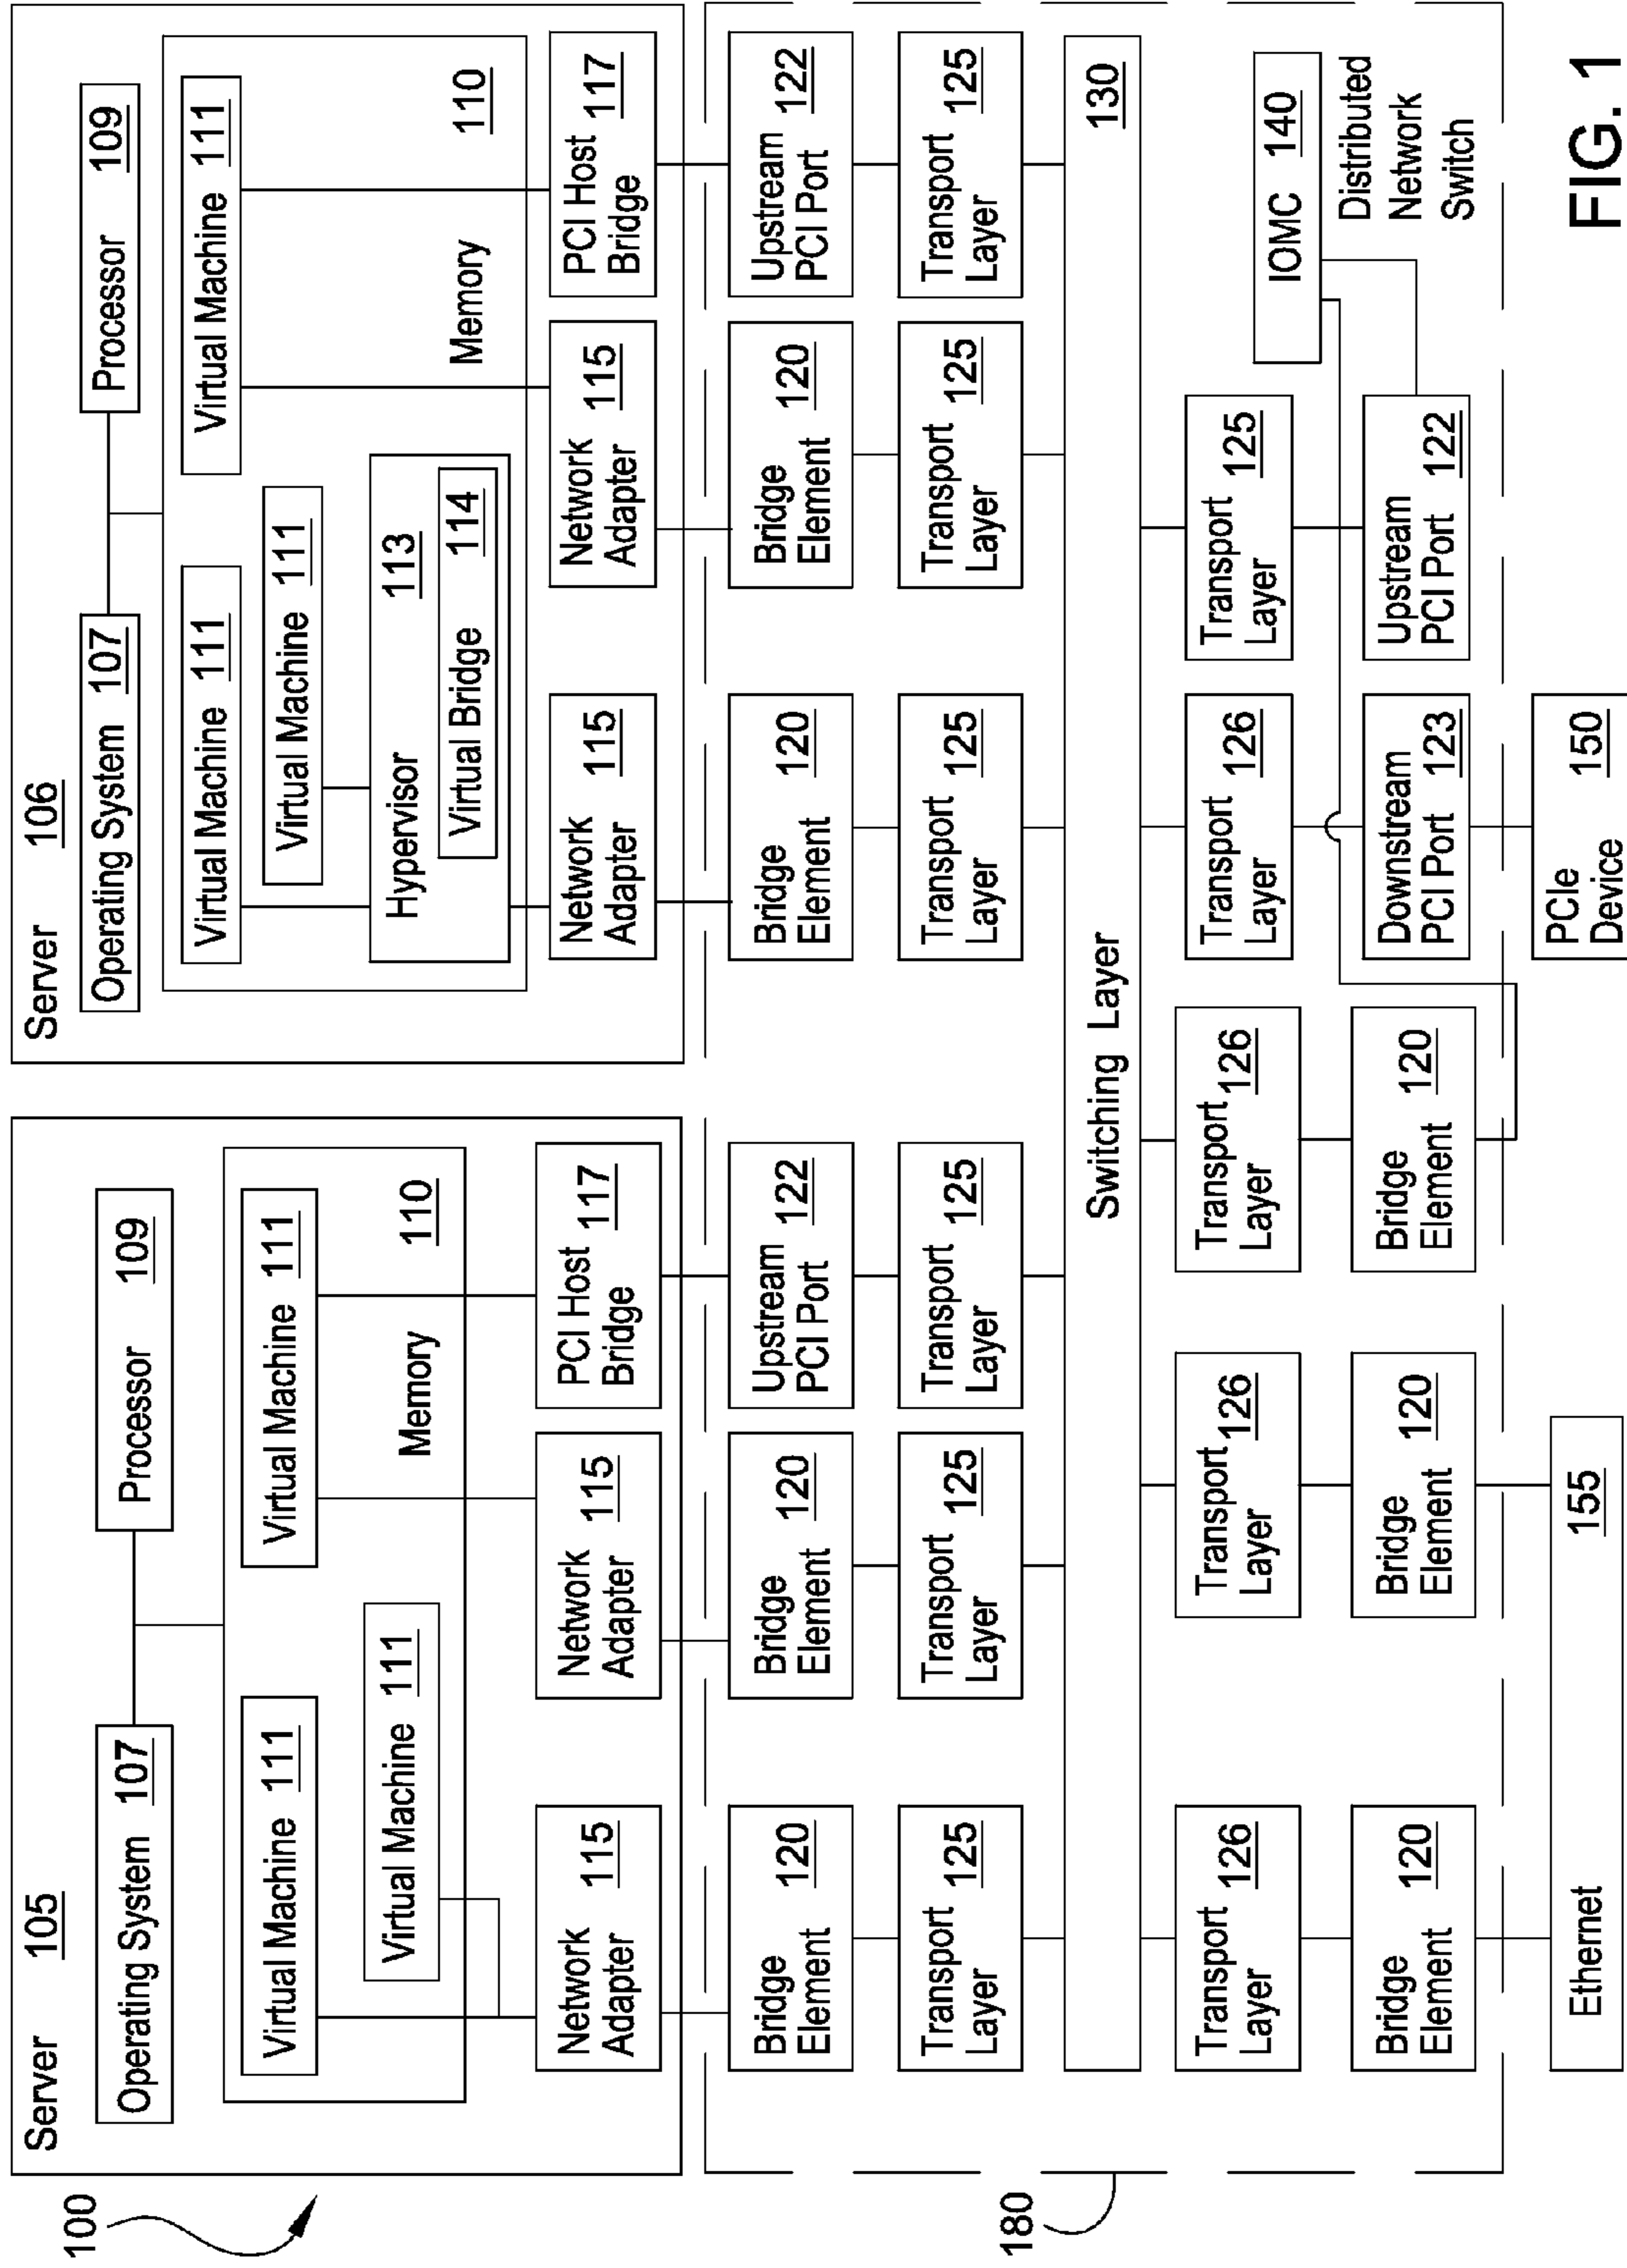 100
Server 105
Operating System 107
Processor 109
Virtual Machine 111
Virtual Machine 111
Virtual Machine 111
Memory 110
Network
Adapter 115
Network
Adapter 115
PCI Host
Bridge 117
Server 106
Operating System 107
Processor 109
Virtual Machine 111
Virtual Machine 111
Virtual Machine 111
Hypervisor 113
Virtual Bridge 114
Memory 110
Network
Adapter 115
Network
Adapter 115
PCI Host
Bridge 117
180
Bridge
Element 120
Bridge
Element 120
Upstream
PCI Port 122
Bridge
Element 120
Bridge
Element 120
Upstream
PCI Port 122
Transport
Layer 125
Transport
Layer 125
Transport
Layer 125
Transport
Layer 125
Transport
Layer 125
Transport
Layer 125
Switching Layer 130
Transport
Layer 126
Transport
Layer 126
Transport
Layer 126
Transport
Layer 126
Transport
Layer 125
IOMC 140
Bridge
Element 120
Bridge
Element 120
Bridge
Element 120
Downstream
PCI Port 123
Upstream
PCI Port 122
Distributed
Network
Switch
Ethernet 155
PCIe
Device 150
FIG. 1